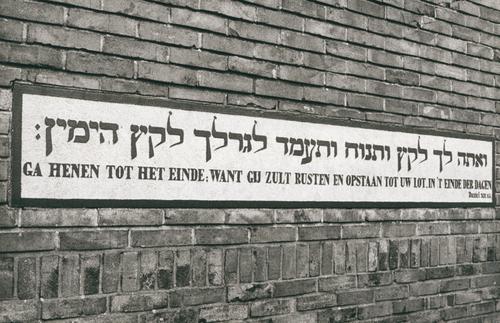 ואתה לך לקץ ותנוח ותעמד לגרלך לקץ הימין:
GA HENEN TOT HET EINDE; WANT GIJ ZULT RUSTEN EN OPSTAAN TOT UW LOT, IN 'T EINDE DER DAGEN
Daniel